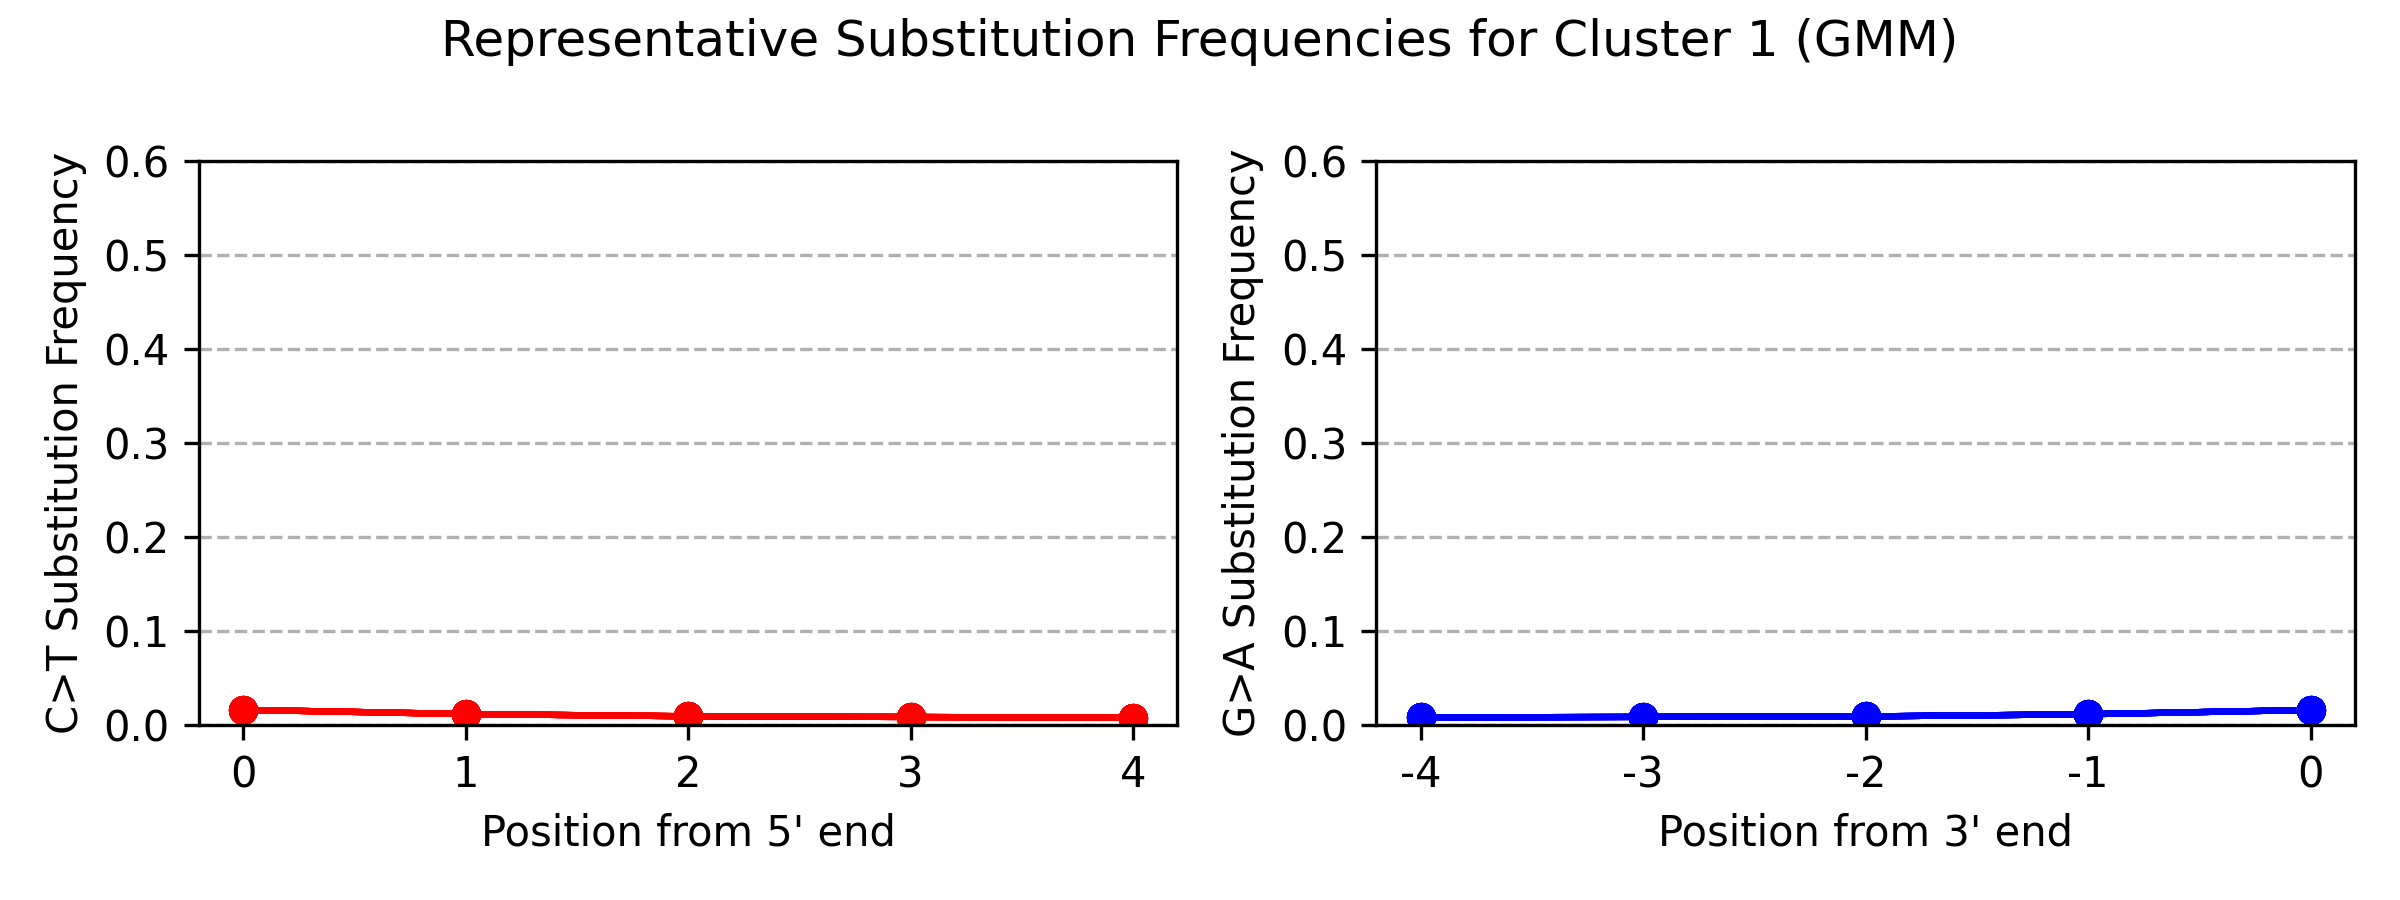 Representative Substitution Frequencies for Cluster 1 (GMM)
C>T Substitution Frequency
0.6
0.5
0.4
0.3
0.2
0.1
0.0
0 1 2 3 4
Position from 5' end
G>A Substitution Frequency
0.6
0.5
0.4
0.3
0.2
0.1
0.0
-4 -3 -2 -1 0
Position from 3' end